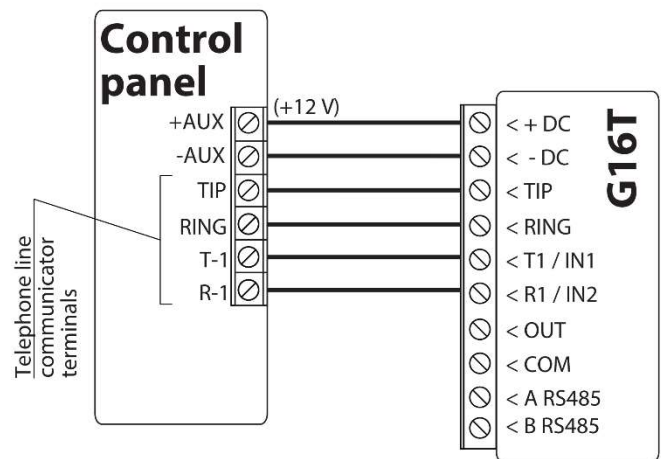 Control
panel
+AUX
-AUX
TIP
RING
T-1
R-1
Telephone line
communicator
terminals
(+12 V)
G16T
< + DC
< - DC
< TIP
< RING
< T1 / IN1
< R1 / IN2
< OUT
< COM
< A RS485
< B RS485